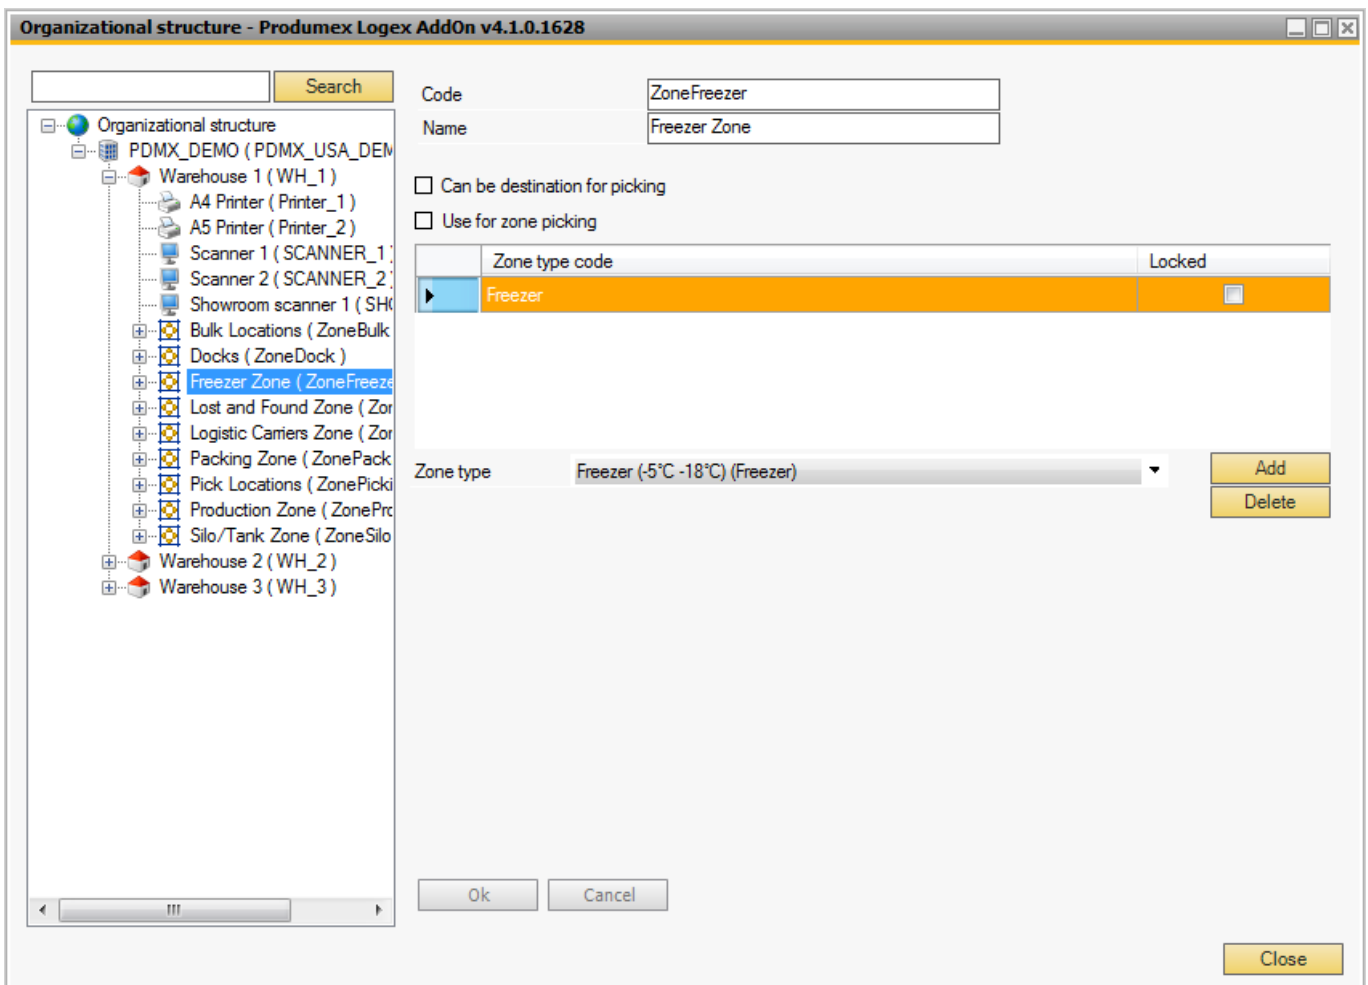 Organizational structure - Produmex Logex AddOn v4.1.0.1628
Search
Organizational structure
PDMX_DEMO ( PDMX_USA_DEM
Warehouse 1 ( WH_1 )
A4 Printer ( Printer_1 )
A5 Printer ( Printer_2 )
Scanner 1 ( SCANNER_1 )
Scanner 2 ( SCANNER_2 )
Showroom scanner 1 ( SHO
Bulk Locations ( ZoneBulk
Docks ( ZoneDock )
Freezer Zone ( ZoneFreeze
Lost and Found Zone ( Zon
Logistic Carriers Zone ( Zon
Packing Zone ( ZonePack
Pick Locations ( ZonePicki
Production Zone ( ZonePro
Silo/Tank Zone ( ZoneSilo
Warehouse 2 ( WH_2 )
Warehouse 3 ( WH_3 )
Code ZoneFreezer
Name Freezer Zone
Can be destination for picking
Use for zone picking
Zone type code Locked
Freezer
Zone type Freezer (-5°C -18°C) (Freezer) Add
Delete
Ok Cancel
Close